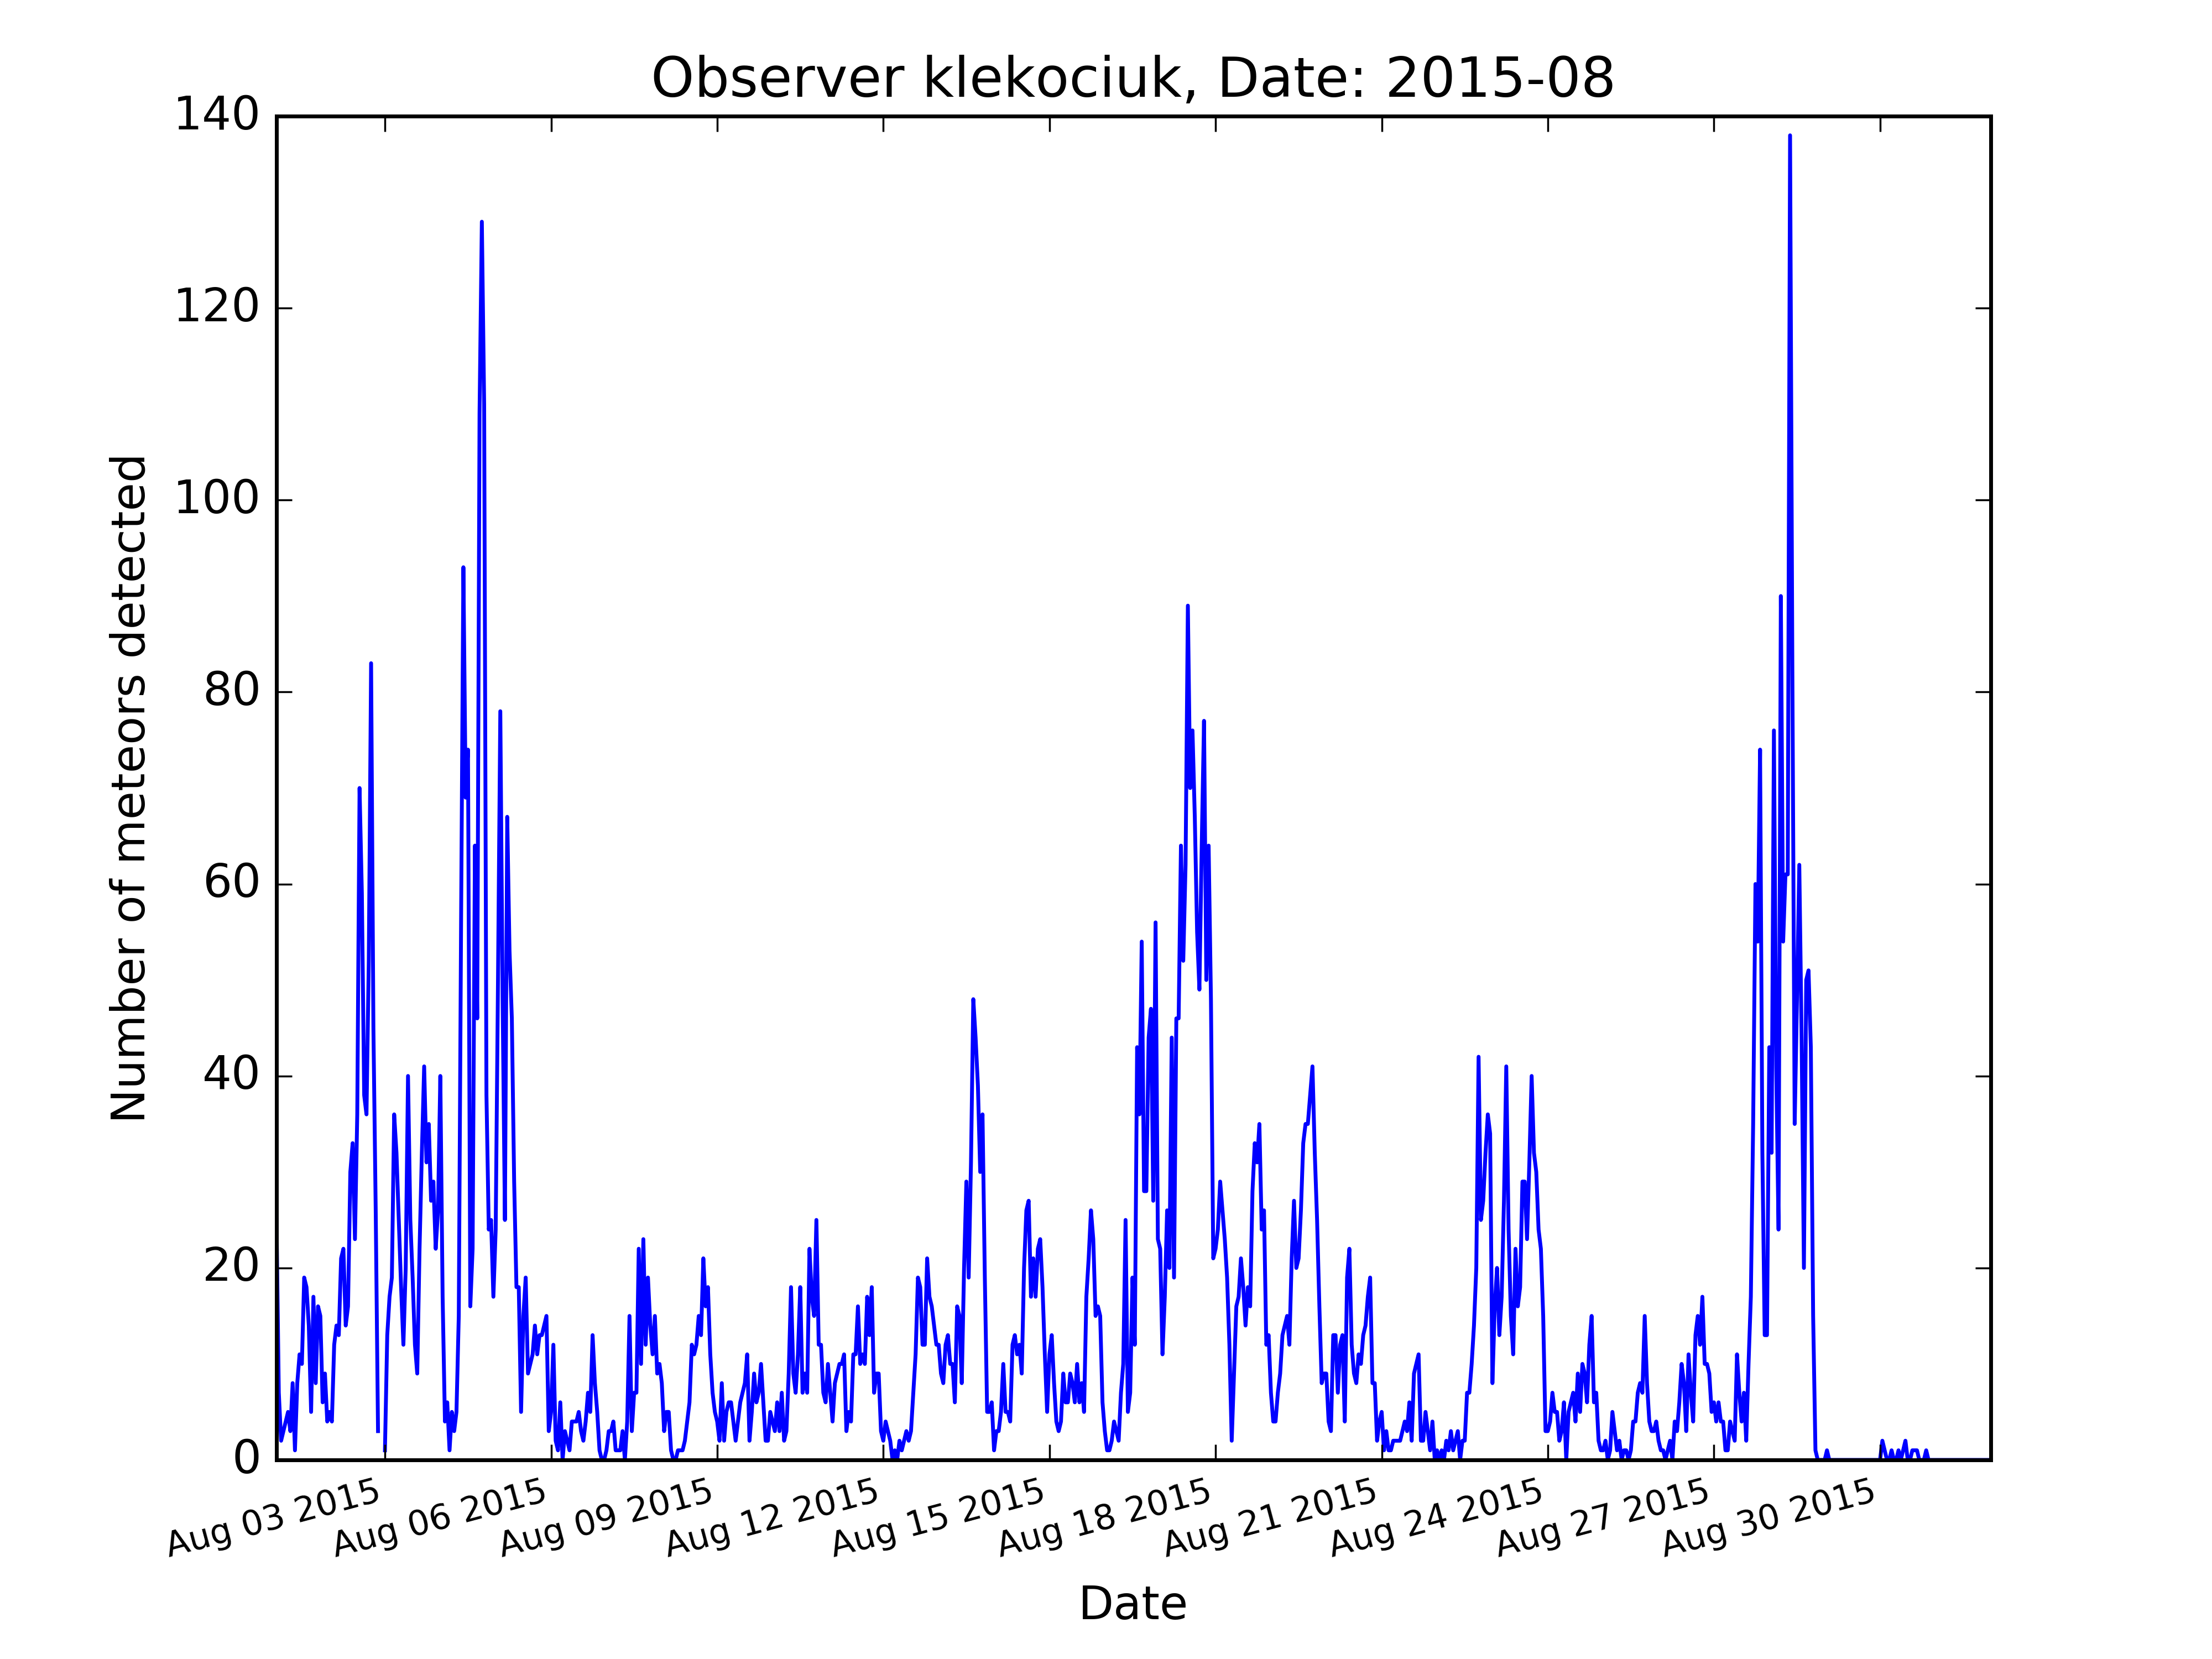 Observer klekociuk, Date: 2015-08
Number of meteors detected
140
120
100
80
60
40
20
0
Aug 03 2015
Aug 06 2015
Aug 09 2015
Aug 12 2015
Aug 15 2015
Aug 18 2015
Aug 21 2015
Aug 24 2015
Aug 27 2015
Aug 30 2015
Date